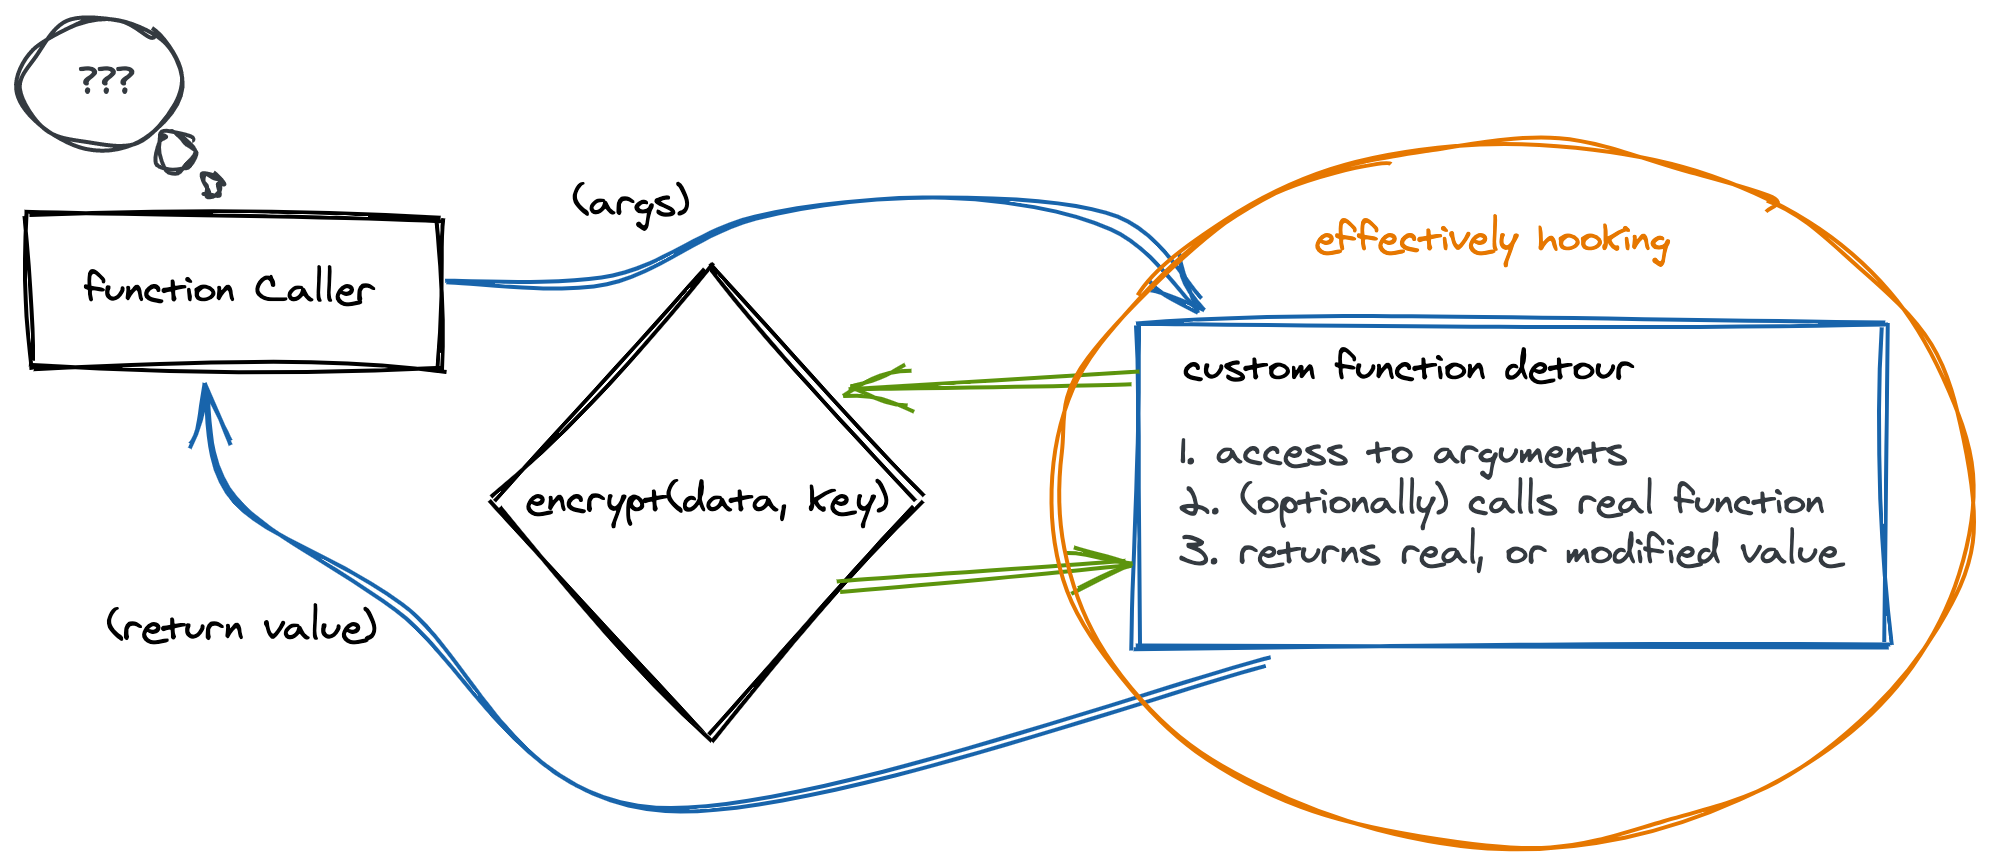 ???
(args)
effectively hooking
function Caller
custom function detour
1. access to arguments
2. (optionally) calls real function
3. returns real, or modified value
encrypt(data, key)
(return value)